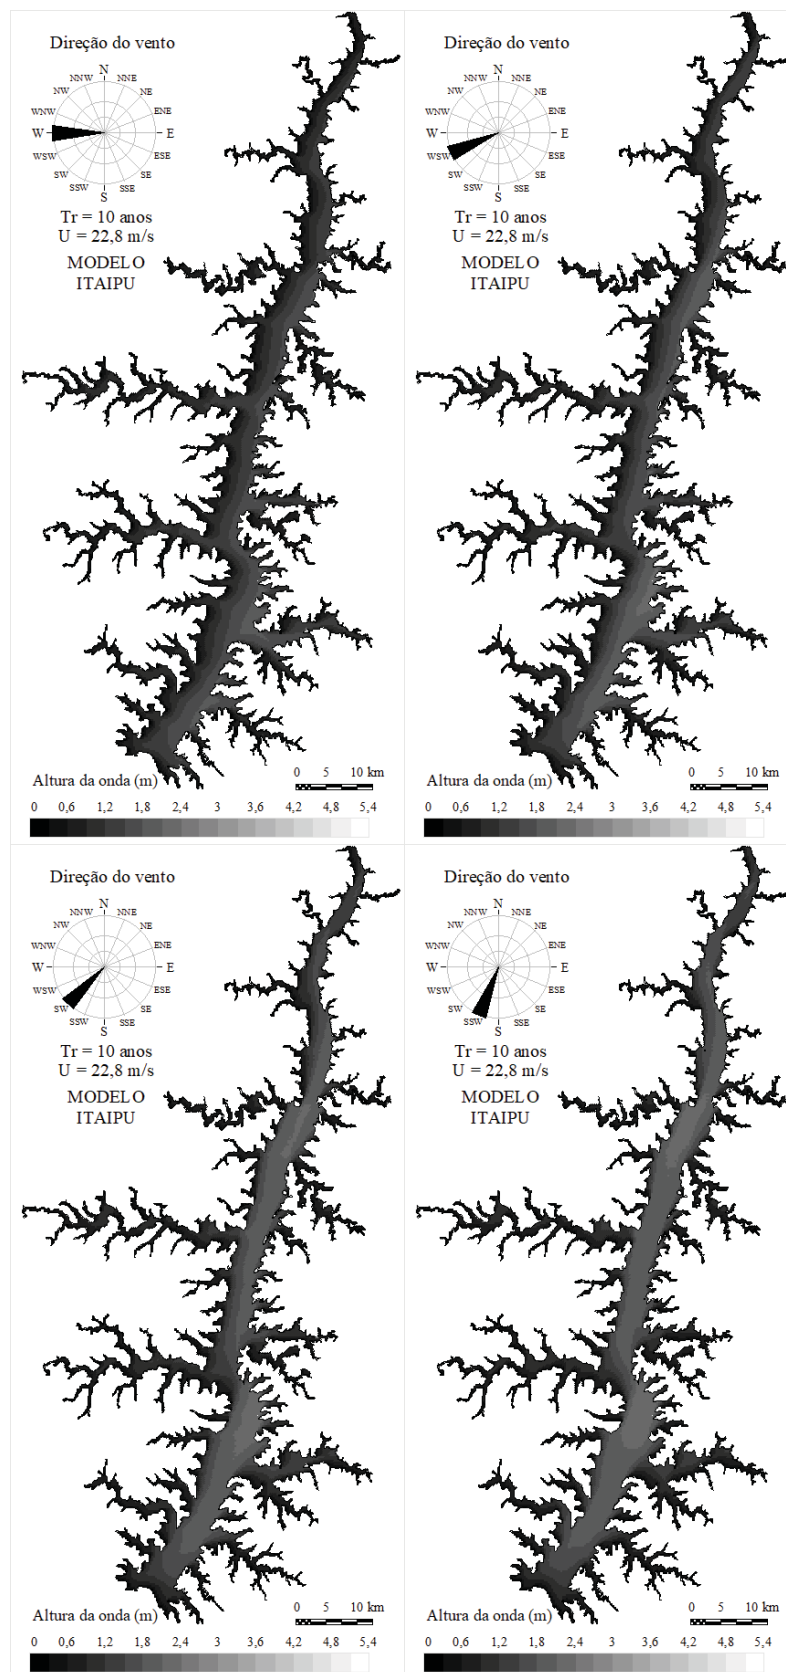 Direção do vento
N
NNW NNE
NW NE
WNW ENE
W E
WSW ESE
SW SE
SSW SSE
S
Tr = 10 anos
U = 22,8 m/s
MODELO
ITAIPU
Altura da onda (m)
0 5 10 km
0 0,6 1,2 1,8 2,4 3 3,6 4,2 4,8 5,4
Direção do vento
N
NNW NNE
NW NE
WNW ENE
W E
WSW ESE
SW SE
SSW SSE
S
Tr = 10 anos
U = 22,8 m/s
MODELO
ITAIPU
Altura da onda (m)
0 5 10 km
0 0,6 1,2 1,8 2,4 3 3,6 4,2 4,8 5,4
Direção do vento
N
NNW NNE
NW NE
WNW ENE
W E
WSW ESE
SW SE
SSW SSE
S
Tr = 10 anos
U = 22,8 m/s
MODELO
ITAIPU
Altura da onda (m)
0 5 10 km
0 0,6 1,2 1,8 2,4 3 3,6 4,2 4,8 5,4
Direção do vento
N
NNW NNE
NW NE
WNW ENE
W E
WSW ESE
SW SE
SSW SSE
S
Tr = 10 anos
U = 22,8 m/s
MODELO
ITAIPU
Altura da onda (m)
0 5 10 km
0 0,6 1,2 1,8 2,4 3 3,6 4,2 4,8 5,4